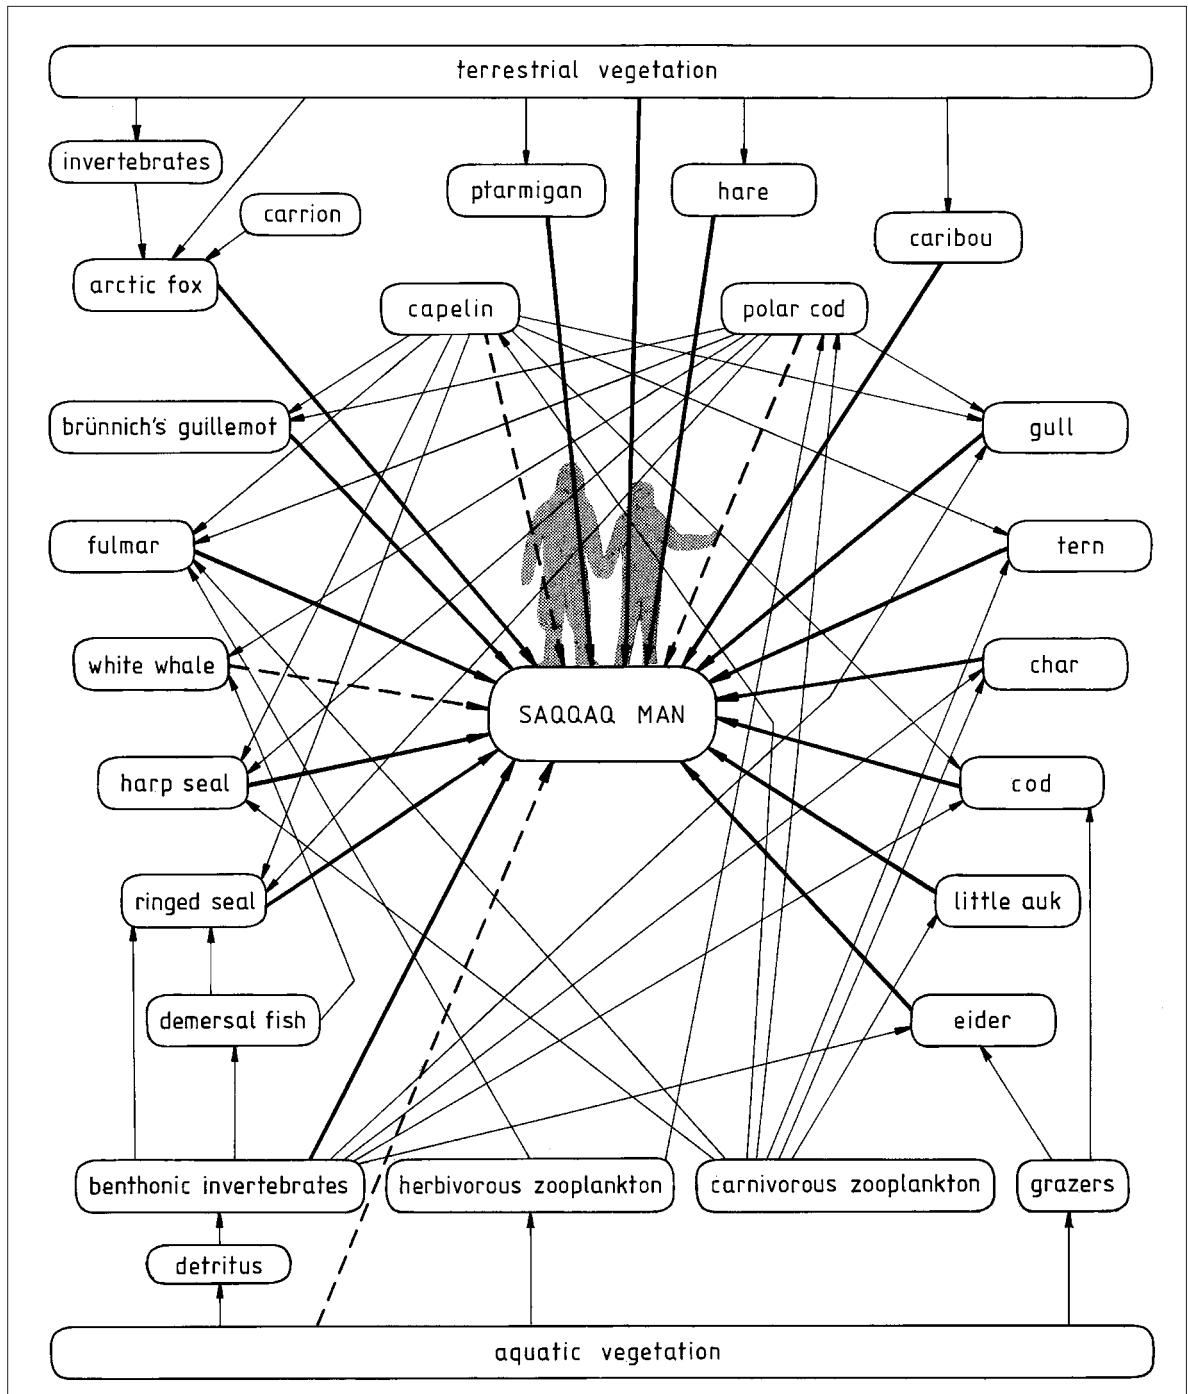 terrestrial vegetation
invertebrates
ptarmigan
hare
carrion
caribou
arctic fox
capelin
polar cod
brünnich's guillemot
gull
fulmar
tern
white whale
char
SAQQAQ MAN
harp seal
cod
ringed seal
little auk
demersal fish
eider
benthonic invertebrates
herbivorous zooplankton
carnivorous zooplankton
grazers
detritus
aquatic vegetation